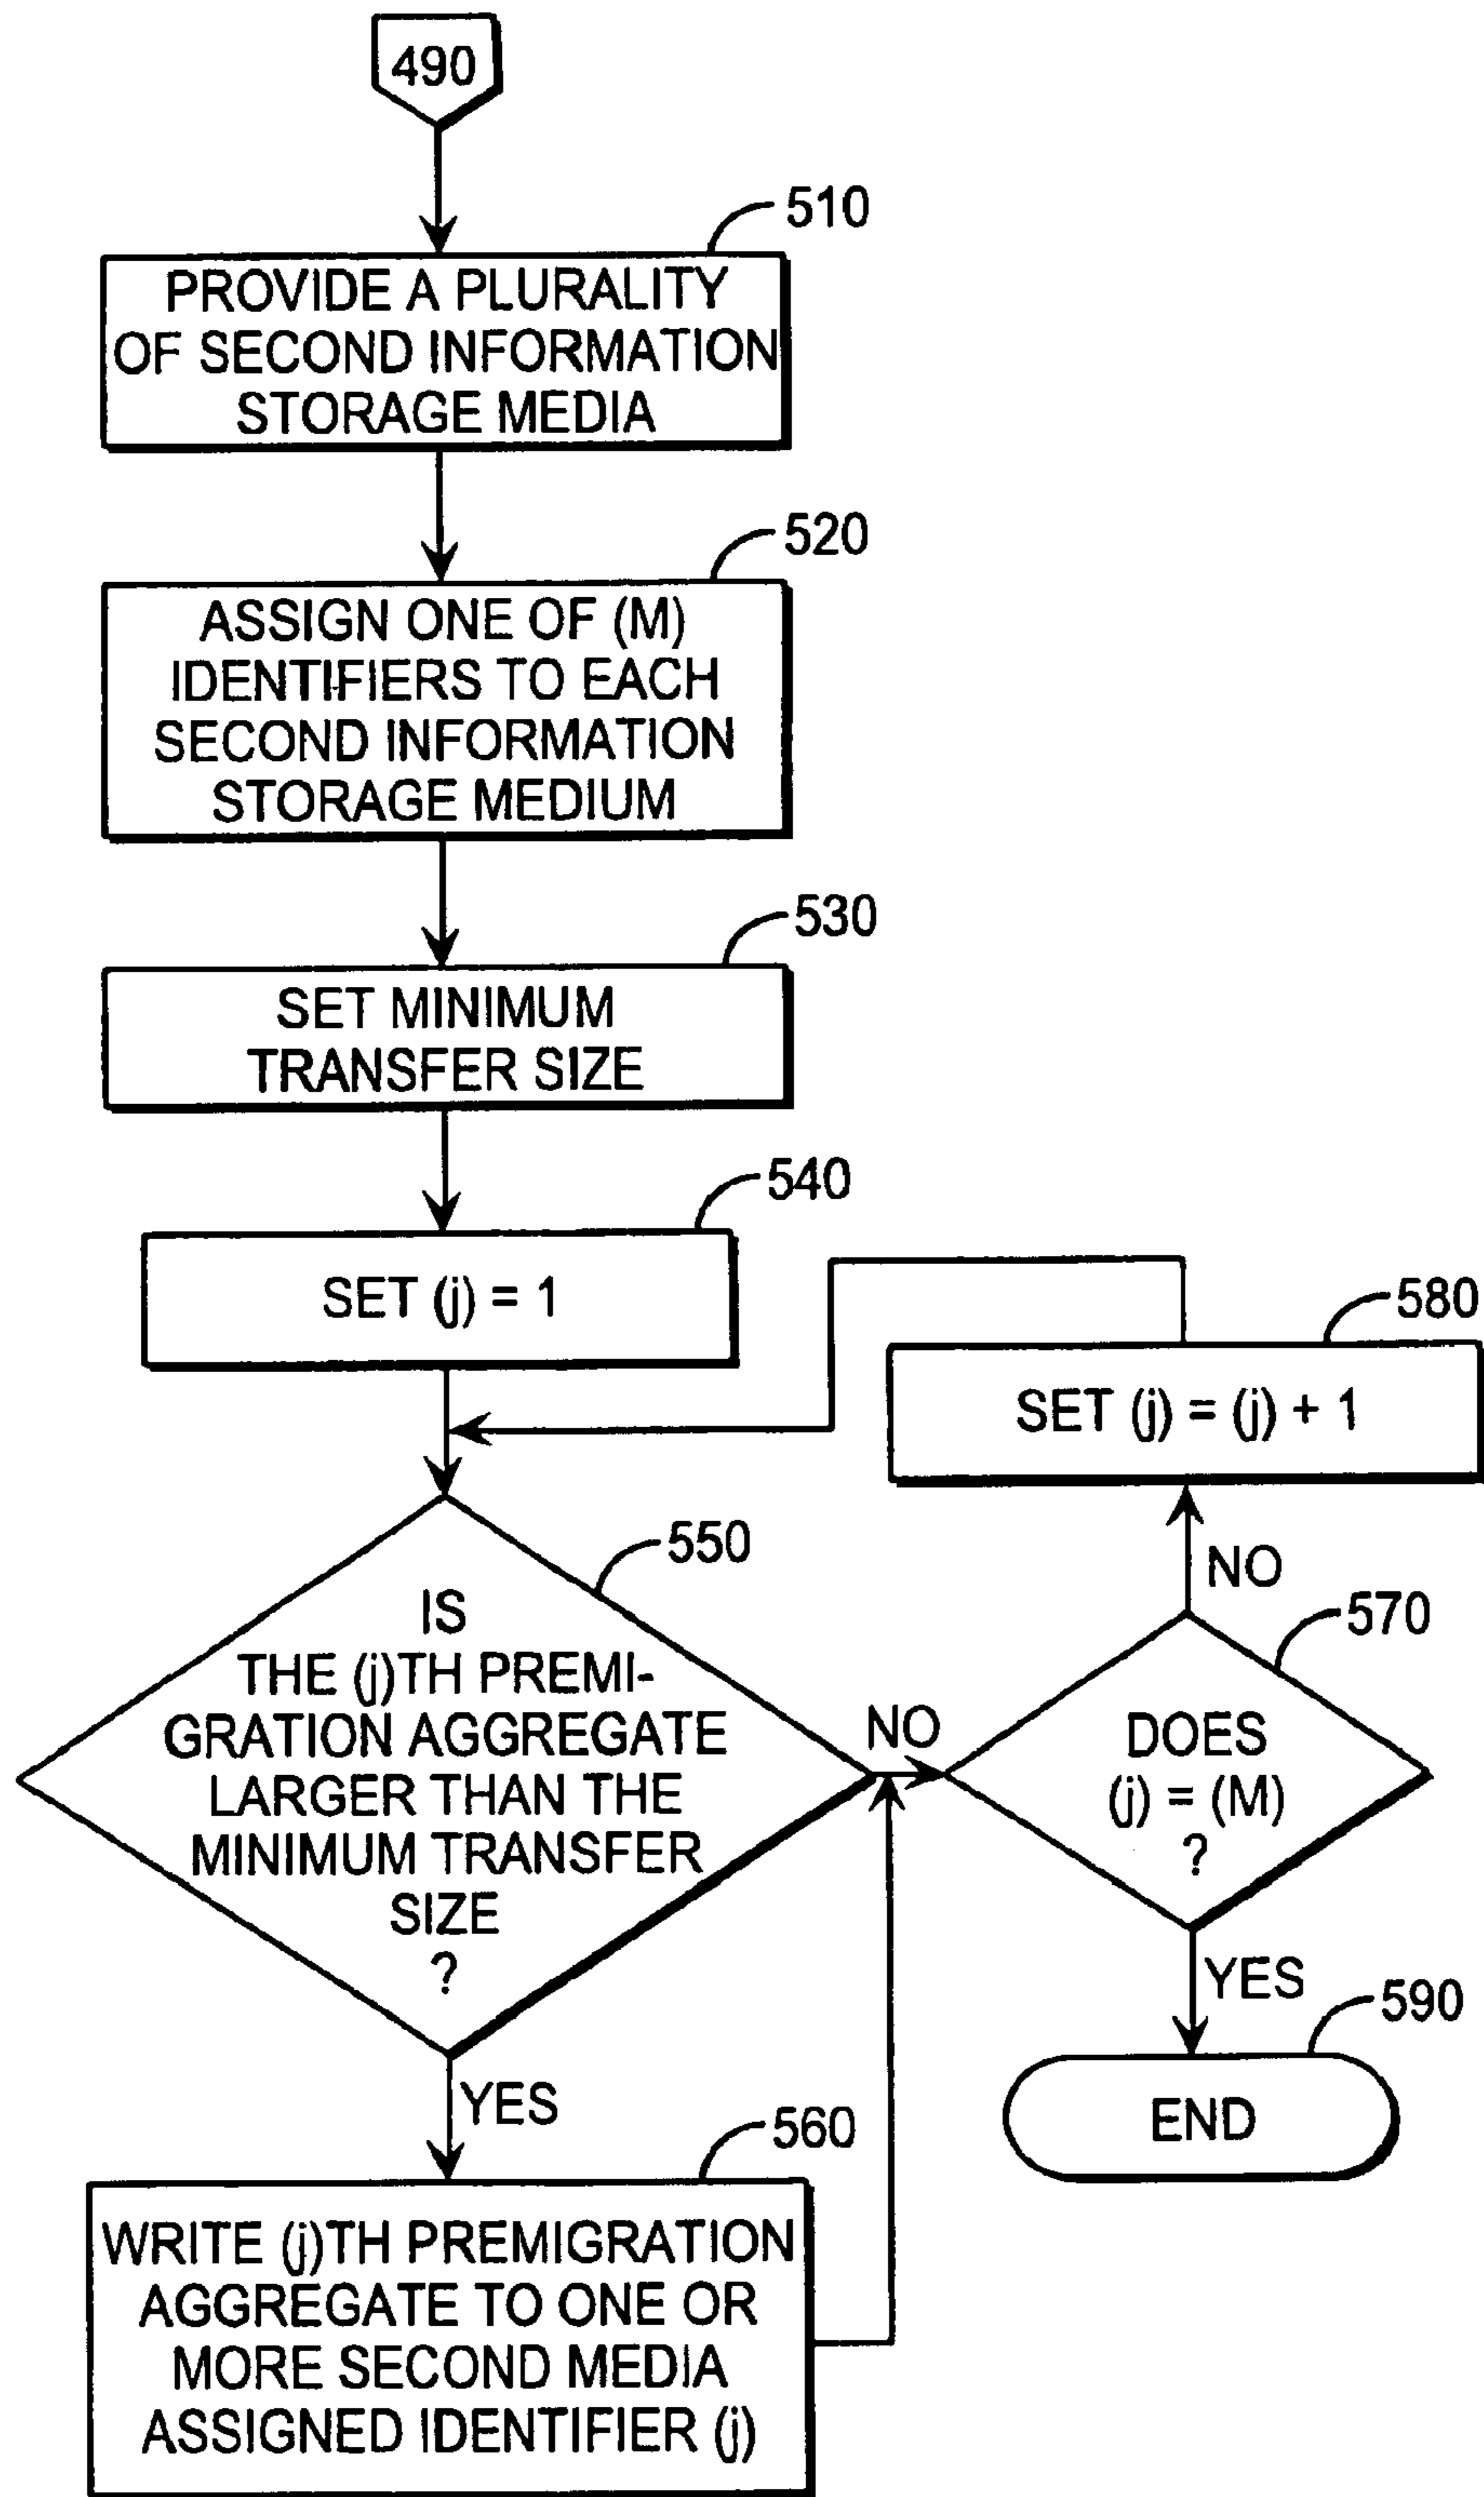 490
510
PROVIDE A PLURALITY
OF SECOND INFORMATION
STORAGE MEDIA
520
ASSIGN ONE OF (M)
IDENTIFIERS TO EACH
SECOND INFORMATION
STORAGE MEDIUM
530
SET MINIMUM
TRANSFER SIZE
540
SET (j) = 1
580
SET (j) = (j) + 1
NO
550
IS
THE (j)TH PREMI-
GRATION AGGREGATE
LARGER THAN THE
MINIMUM TRANSFER
SIZE
?
NO
570
DOES
(j) = (M)
?
YES
590
END
YES
560
WRITE (j)TH PREMIGRATION
AGGREGATE TO ONE OR
MORE SECOND MEDIA
ASSIGNED IDENTIFIER (j)